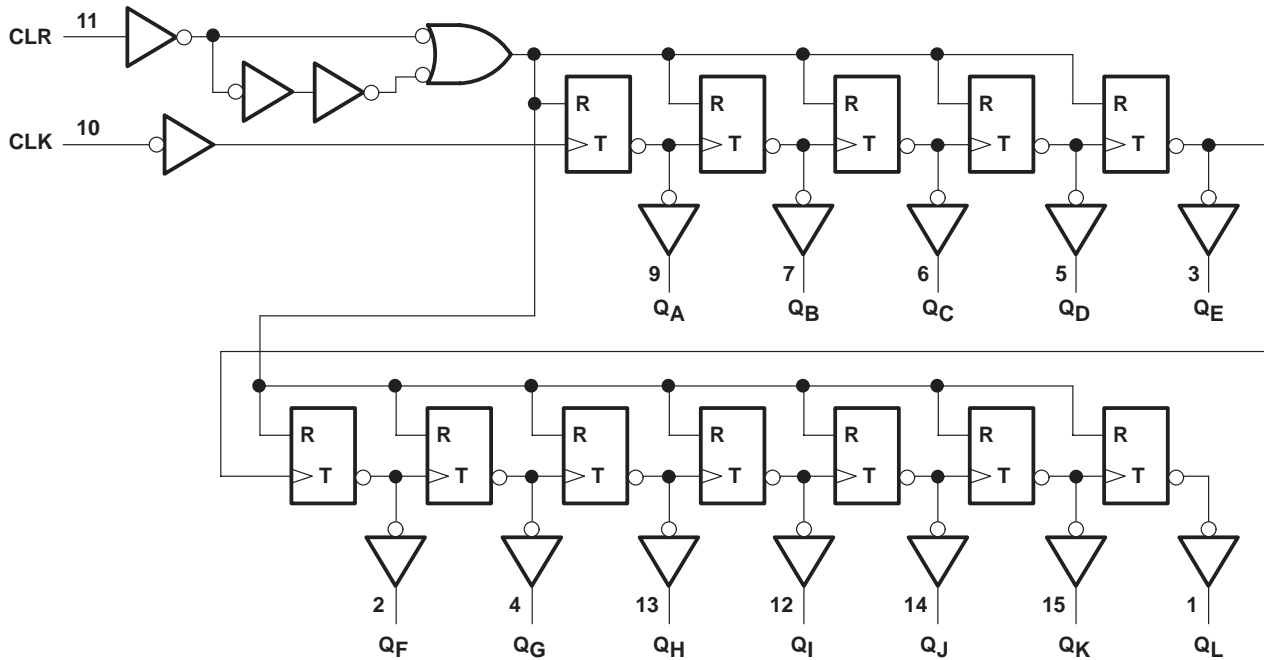 11
CLR
R R R R R
10
CLK
T T T T T
9 7 6 5 3
QA QB QC QD QE
R R R R R R R
T T T T T T T
2 4 13 12 14 15 1
QF QG QH QI QJ QK QL